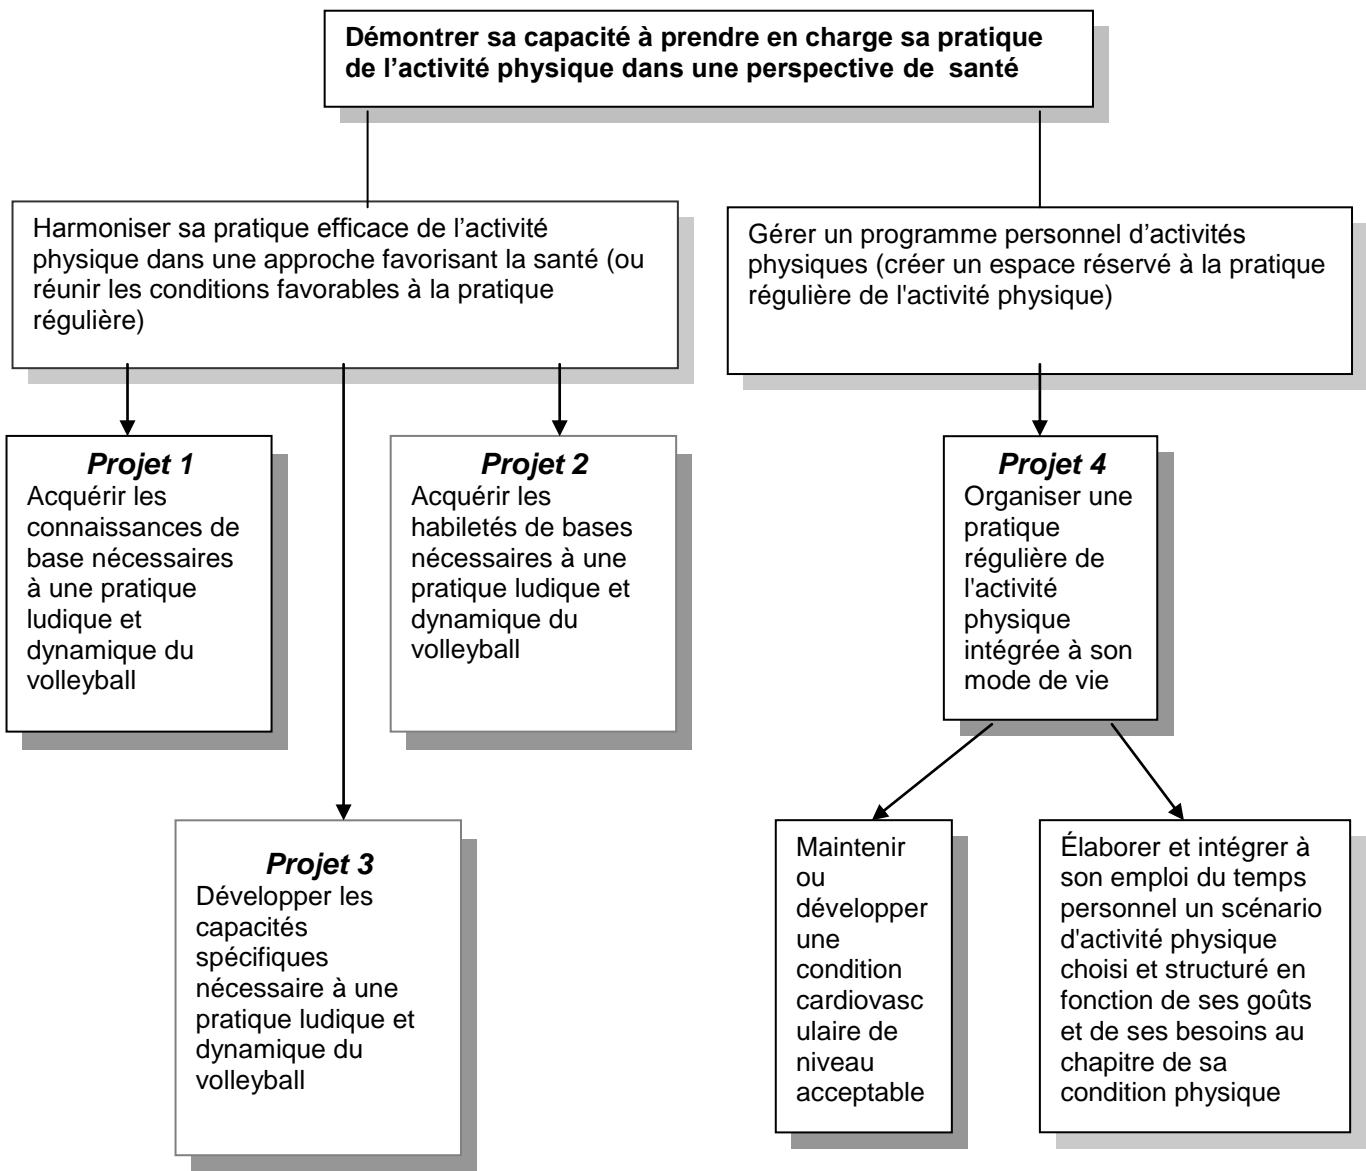 Démontrer sa capacité à prendre en charge sa pratique
de l’activité physique dans une perspective de  santé
Harmoniser sa pratique efficace de l’activité
physique dans une approche favorisant la santé (ou
réunir les conditions favorables à la pratique
régulière)
Gérer un programme personnel d’activités
physiques (créer un espace réservé à la pratique
régulière de l'activité physique)
Projet 1
Acquérir les
connaissances de
base nécessaires
à une pratique
ludique et
dynamique du
volleyball
Projet 2
Acquérir les
habiletés de bases
nécessaires à une
pratique ludique et
dynamique du
volleyball
Projet 4
Organiser une
pratique
régulière de
l'activité
physique
intégrée à son
mode de vie
Projet 3
Développer les
capacités
spécifiques
nécessaire à une
pratique ludique et
dynamique du
volleyball
Maintenir
ou
développer
une
condition
cardiovasc
ulaire de
niveau
acceptable
Élaborer et intégrer à
son emploi du temps
personnel un scénario
d'activité physique
choisi et structuré en
fonction de ses goûts
et de ses besoins au
chapitre de sa
condition physique